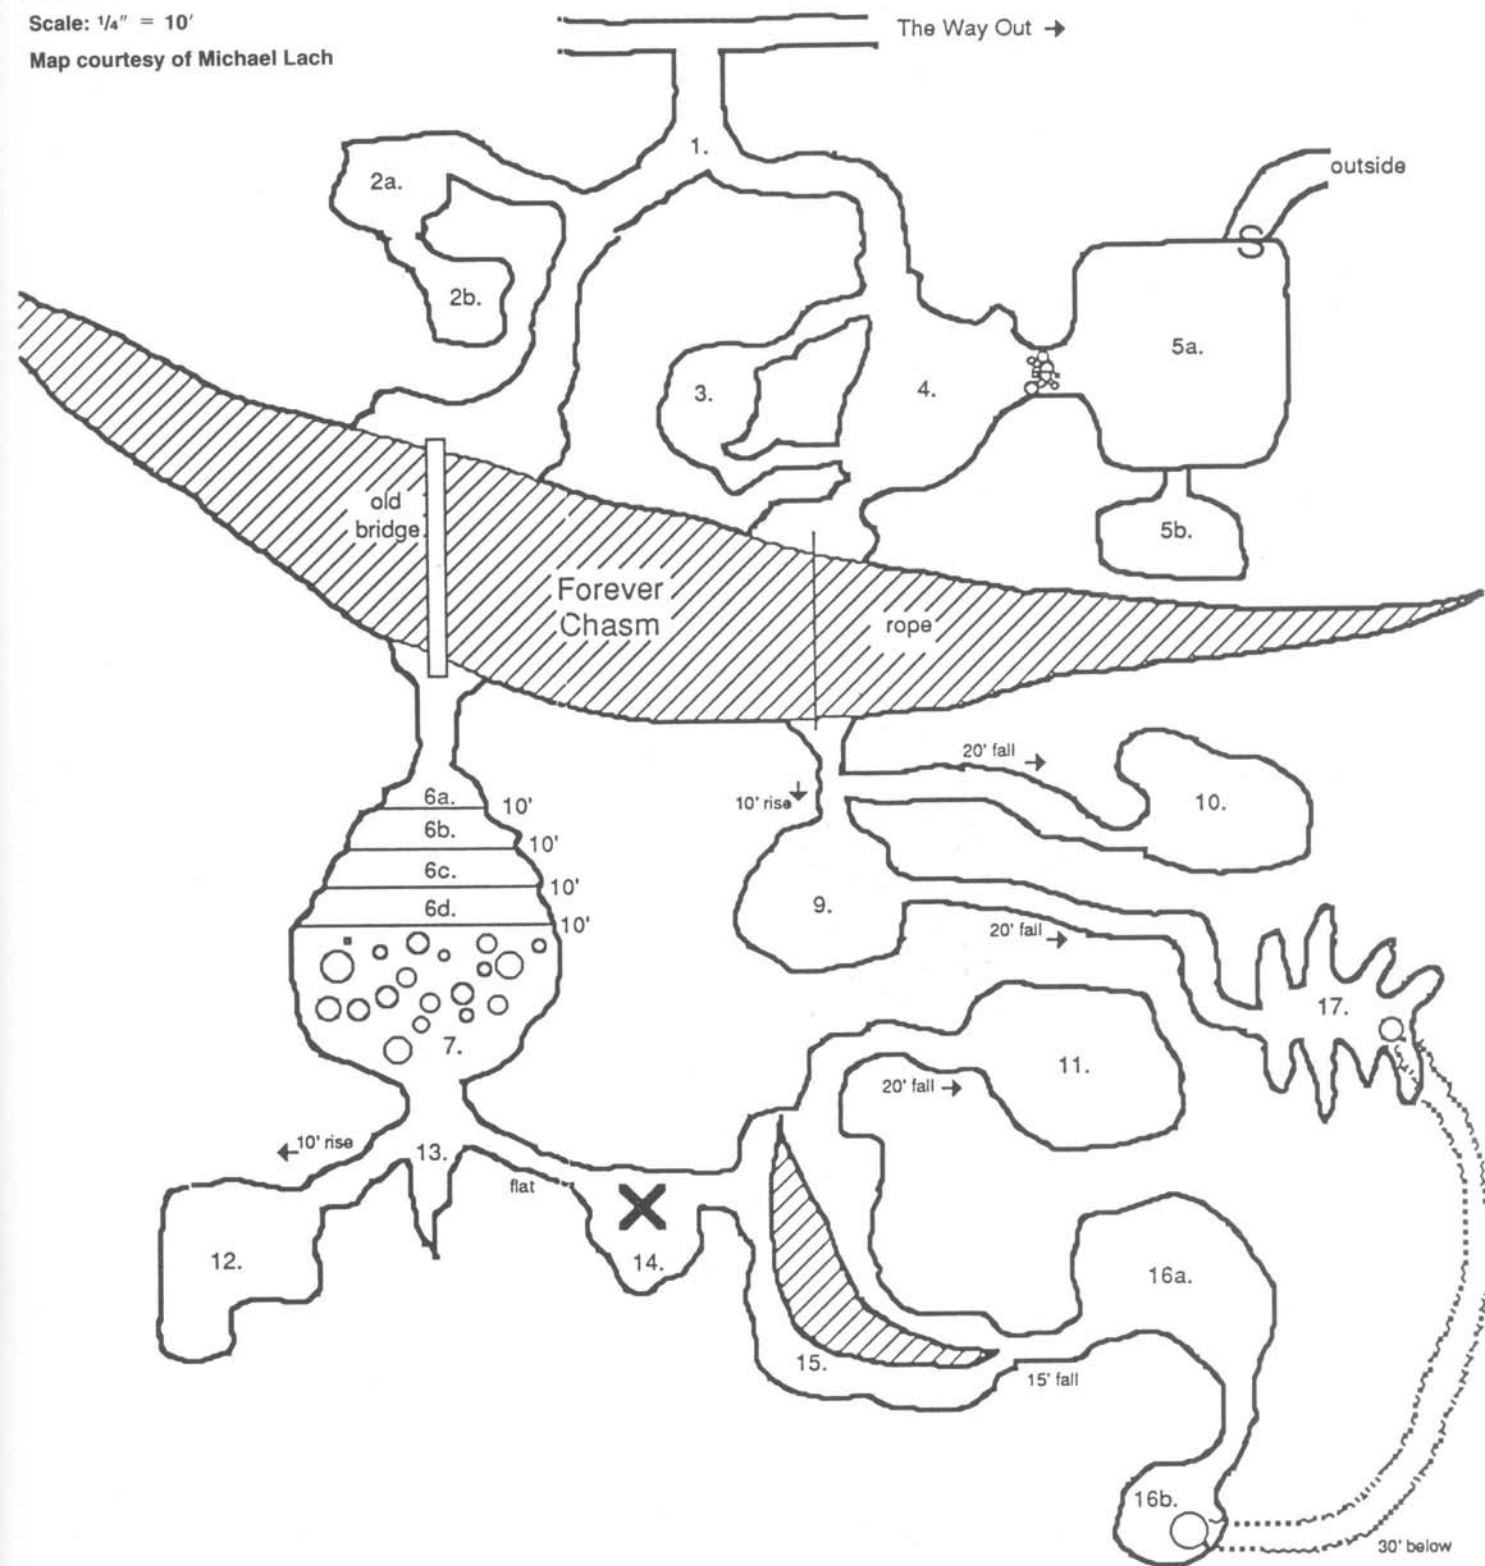 Scale: 1/4" = 10'
Map courtesy of Michael Lach
The Way Out →
1.
outside
2a.
S
2b.
5a.
3.
4.
old
bridge
5b.
Forever
Chasm
rope
20' fall →
10' rise
10.
6a.
10'
6b.
10'
6c.
10'
6d.
10'
9.
20' fall →
17.
7.
11.
20' fall →
← 10' rise
13.
flat
X
12.
14.
16a.
15.
15' fall
16b.
30' below